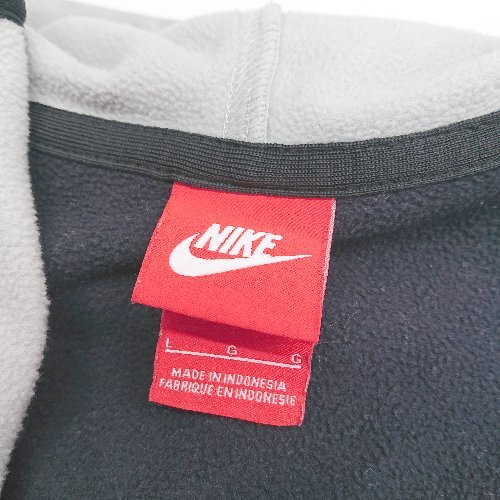 NIKE
L G G
MADE IN INDONESIA
FABRIQUE EN INDONESIE